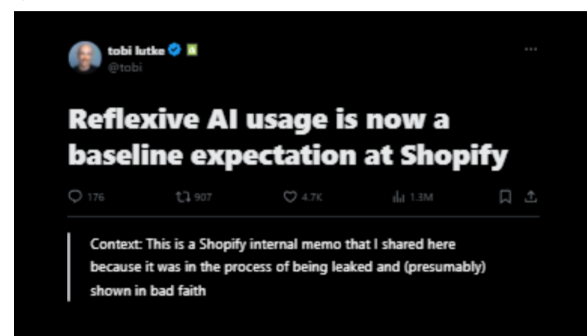 tobi lutke
@tobi
Reflexive AI usage is now a
baseline expectation at Shopify
176 907 4.7K 1.3M
Context: This is a Shopify internal memo that I shared here
because it was in the process of being leaked and (presumably)
shown in bad faith